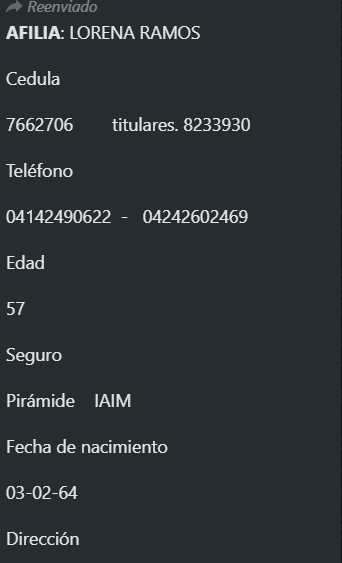 Reenviado
AFILIA: LORENA RAMOS
Cedula
7662706 titulares. 8233930
Teléfono
04142490622 - 04242602469
Edad
57
Seguro
Pirámide IAIM
Fecha de nacimiento
03-02-64
Dirección